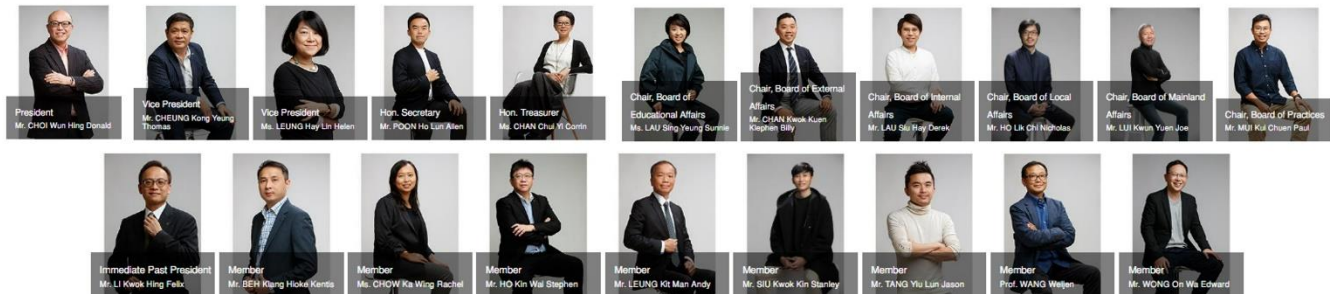 President
Mr. CHOI Wun Hing Donald
Vice President
Mr. CHEUNG Kong Yeung
Thomas
Vice President
Ms. LEUNG Hay Lin Helen
Hon. Secretary
Mr. POON Ho Lun Allen
Hon. Treasurer
Ms. CHAN Chui Yi Corrin
Chair, Board of
Educational Affairs
Ms. LAU Sing Yeung Sunnie
Chair, Board of External
Affairs
Mr. CHAN Kwok Kuen
Klephen Billy
Chair, Board of Internal
Affairs
Mr. LAU Siu Hay Derek
Chair, Board of Local
Affairs
Mr. HO Lik Chi Nicholas
Chair, Board of Mainland
Affairs
Mr. LUI Kwun Yuen Joe
Chair, Board of Practices
Mr. MUI Kui Chuen Paul
Immediate Past President
Mr. LI Kwok Hing Felix
Member
Mr. BEH Kiang Hioke Kentis
Member
Ms. CHOW Ka Wing Rachel
Member
Mr. HO Kin Wai Stephen
Member
Mr. LEUNG Kit Man Andy
Member
Mr. SIU Kwok Kin Stanley
Member
Mr. TANG Yiu Lun Jason
Member
Prof. WANG Weijen
Member
Mr. WONG On Wa Edward